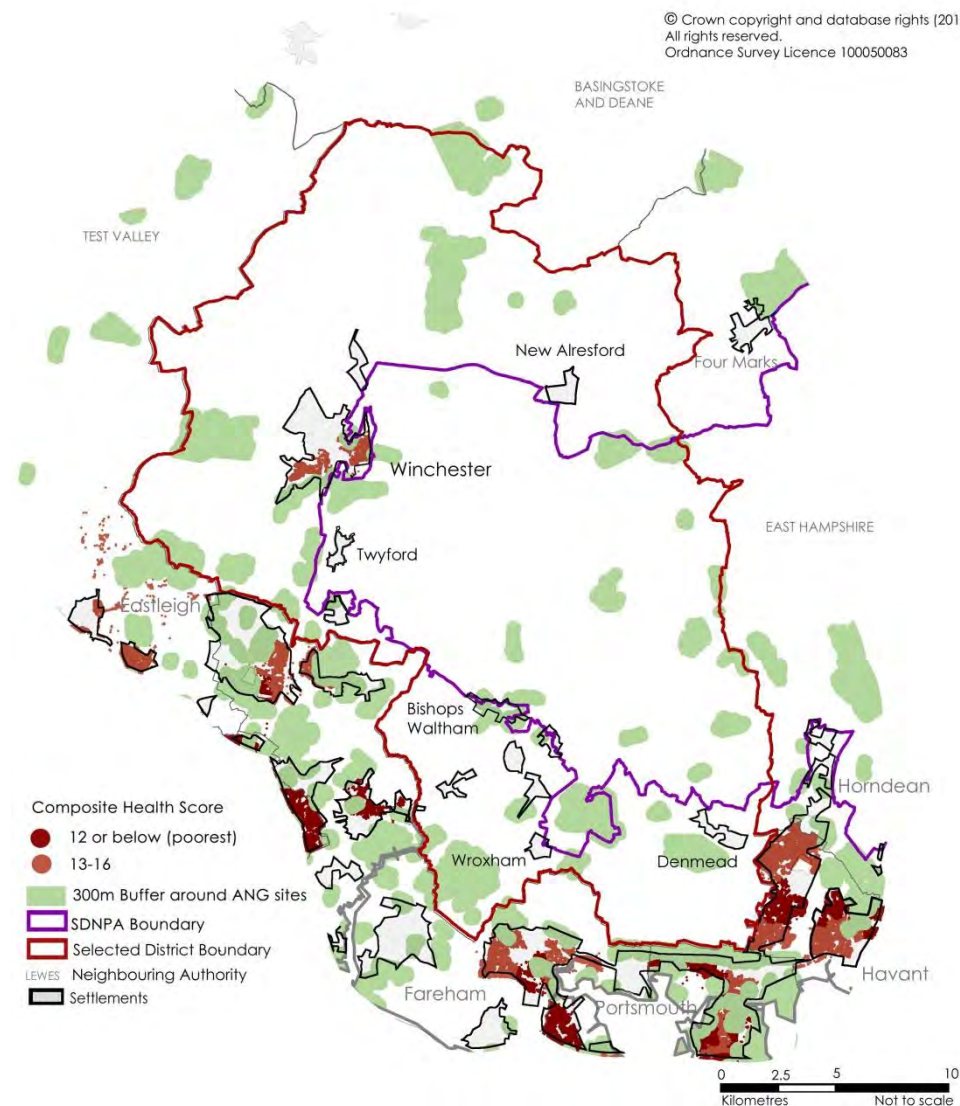 © Crown copyright and database rights (201
All rights reserved.
Ordnance Survey Licence 100050083
BASINGSTOKE
AND DEANE
TEST VALLEY
New Alresford
Four Marks
Winchester
EAST HAMPSHIRE
Twyford
Eastleigh
Bishops
Waltham
Horndean
Composite Health Score
12 or below (poorest)
13-16
300m Buffer around ANG sites
SDNPA Boundary
Selected District Boundary
LEWES Neighbouring Authority
Settlements
Wroxham
Denmead
Fareham
Portsmouth
Havant
0 2.5 5 10
Kilometres Not to scale